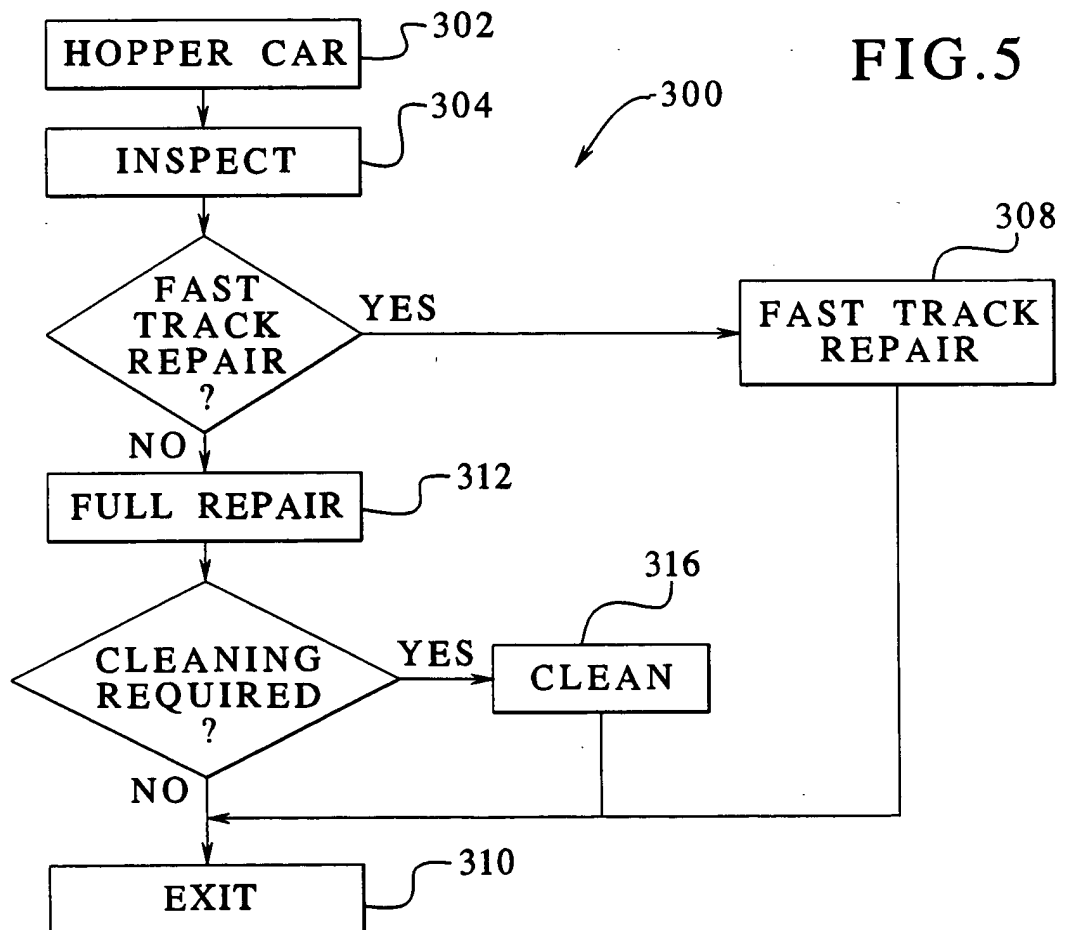 302
HOPPER CAR
FIG.5
304
300
INSPECT
308
FAST
TRACK
REPAIR
?
YES
FAST TRACK
REPAIR
NO
312
FULL REPAIR
316
CLEANING
REQUIRED
?
YES
CLEAN
NO
310
EXIT